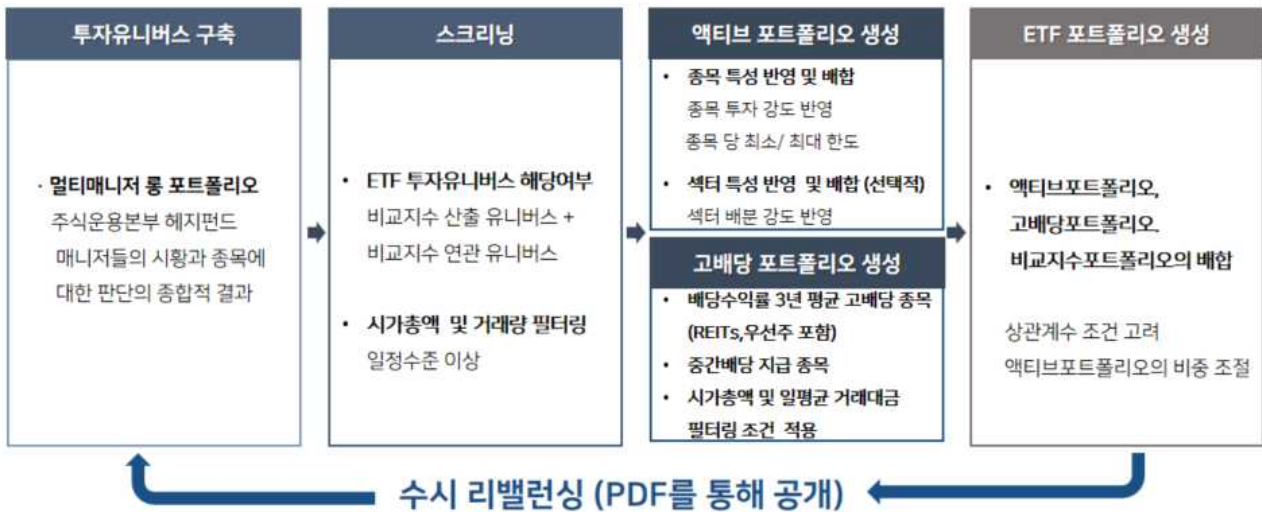 투자유니버스 구축
· 멀티매니저 롱 포트폴리오
주식운용본부 헤지펀드
매니저들의 시황과 종목에
대한 판단의 종합적 결과
스크리닝
• ETF 투자유니버스 해당여부
비교지수 산출 유니버스 +
비교지수 연관 유니버스
• 시가총액 및 거래량 필터링
일정수준 이상
액티브 포트폴리오 생성
• 종목 특성 반영 및 배합
종목 투자 강도 반영
종목 당 최소/ 최대 한도
• 섹터 특성 반영 및 배합 (선택적)
섹터 배분 강도 반영
고배당 포트폴리오 생성
• 배당수익률 3년 평균 고배당 종목
(REITs,우선주 포함)
• 중간배당 지급 종목
• 시가총액 및 일평균 거래대금
필터링 조건 적용
ETF 포트폴리오 생성
• 액티브포트폴리오,
고배당포트폴리오.
비교지수포트폴리오의 배합
상관계수 조건 고려
액티브포트폴리오의 비중 조절
수시 리밸런싱 (PDF를 통해 공개)